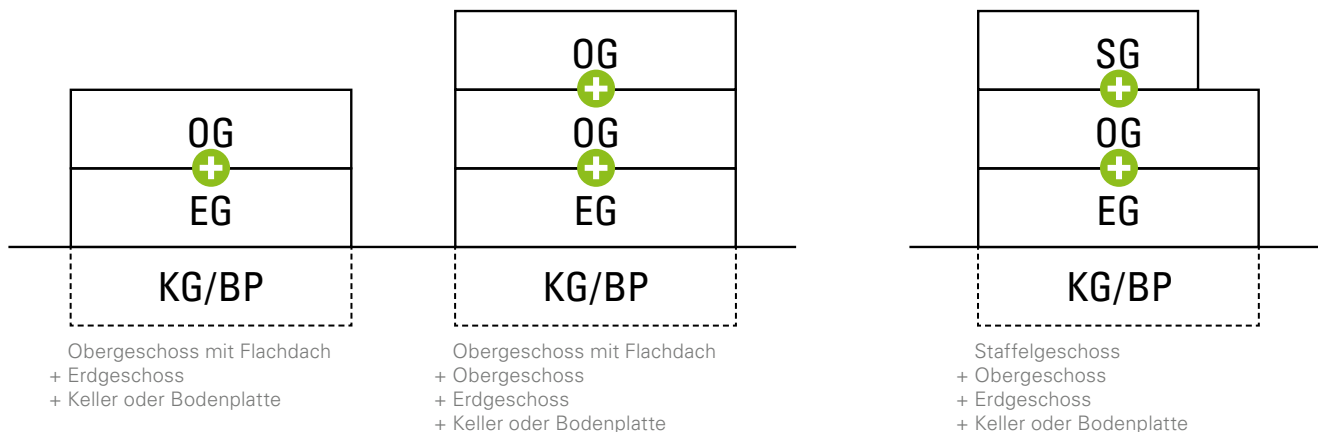 OG
EG
KG/BP
Obergeschoss mit Flachdach
+ Erdgeschoss
+ Keller oder Bodenplatte
OG
OG
EG
KG/BP
Obergeschoss mit Flachdach
+ Obergeschoss
+ Erdgeschoss
+ Keller oder Bodenplatte
SG
OG
EG
KG/BP
Staffelgeschoss
+ Obergeschoss
+ Erdgeschoss
+ Keller oder Bodenplatte